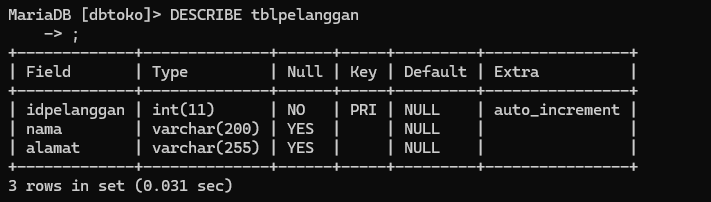 MariaDB [dbtoko]> DESCRIBE tblpelanggan
    -> ;
+-------------+--------------+------+-----+---------+----------------+
| Field       | Type         | Null | Key | Default | Extra          |
+-------------+--------------+------+-----+---------+----------------+
| idpelanggan | int(11)      | NO   | PRI | NULL    | auto_increment |
| nama        | varchar(200) | YES  |     | NULL    |                |
| alamat      | varchar(255) | YES  |     | NULL    |                |
+-------------+--------------+------+-----+---------+----------------+
3 rows in set (0.031 sec)